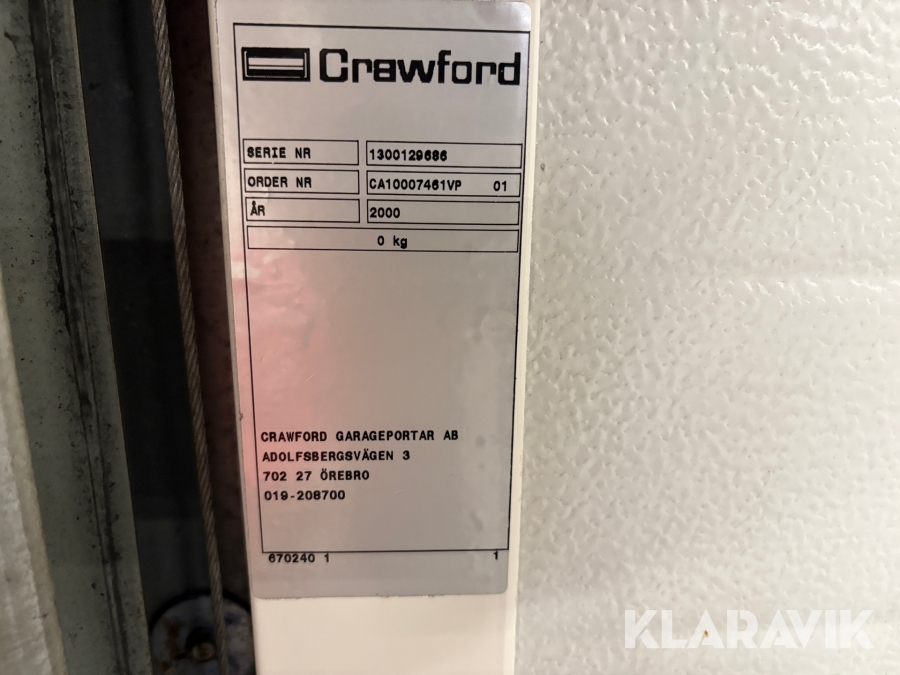 Crawford
SERIE NR 1300129686
ORDER NR CA10007461VP 01
ÅR 2000
0 kg
CRAWFORD GARAGEPORTAR AB
ADOLFSBERGSVÄGEN 3
702 27 ÖREBRO
019-208700
670240 1 1
KLARAVIK